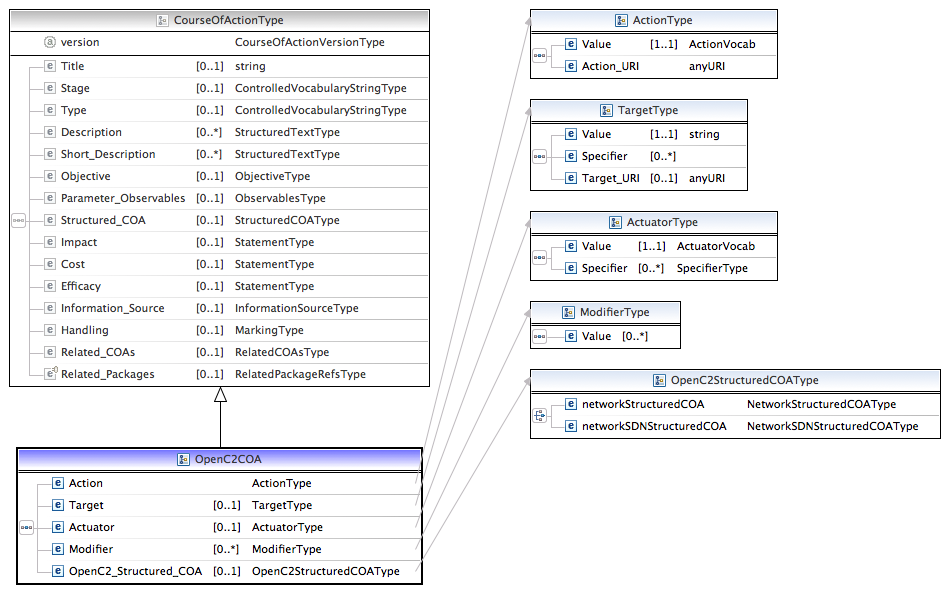 CourseOfActionType
version CourseOfActionVersionType
Title [0..1] string
Stage [0..1] ControlledVocabularyStringType
Type [0..1] ControlledVocabularyStringType
Description [0..*] StructuredTextType
Short_Description [0..*] StructuredTextType
Objective [0..1] ObjectiveType
Parameter_Observables [0..1] ObservablesType
Structured_COA [0..1] StructuredCOAType
Impact [0..1] StatementType
Cost [0..1] StatementType
Efficacy [0..1] StatementType
Information_Source [0..1] InformationSourceType
Handling [0..1] MarkingType
Related_COAs [0..1] RelatedCOAsType
Related_Packages [0..1] RelatedPackageRefsType
OpenC2COA
Action ActionType
Target [0..1] TargetType
Actuator [0..1] ActuatorType
Modifier [0..*] ModifierType
OpenC2_Structured_COA [0..1] OpenC2StructuredCOAType
ActionType
Value [1..1] ActionVocab
Action_URI anyURI
TargetType
Value [1..1] string
Specifier [0..*]
Target_URI [0..1] anyURI
ActuatorType
Value [1..1] ActuatorVocab
Specifier [0..*] SpecifierType
ModifierType
Value [0..*]
OpenC2StructuredCOAType
networkStructuredCOA NetworkStructuredCOAType
networkSDNStructuredCOA NetworkSDNStructuredCOAType